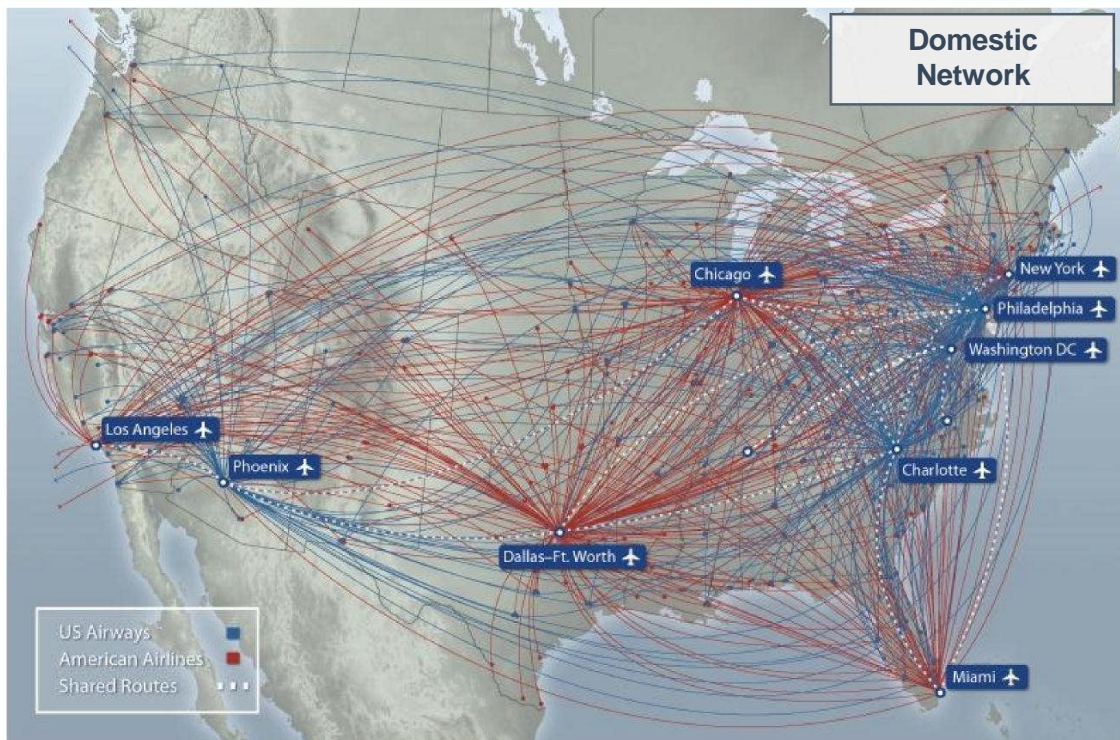 Domestic
Network
Chicago
New York
Philadelphia
Washington DC
Los Angeles
Phoenix
Charlotte
Dallas–Ft. Worth
Miami
US Airways
American Airlines
Shared Routes